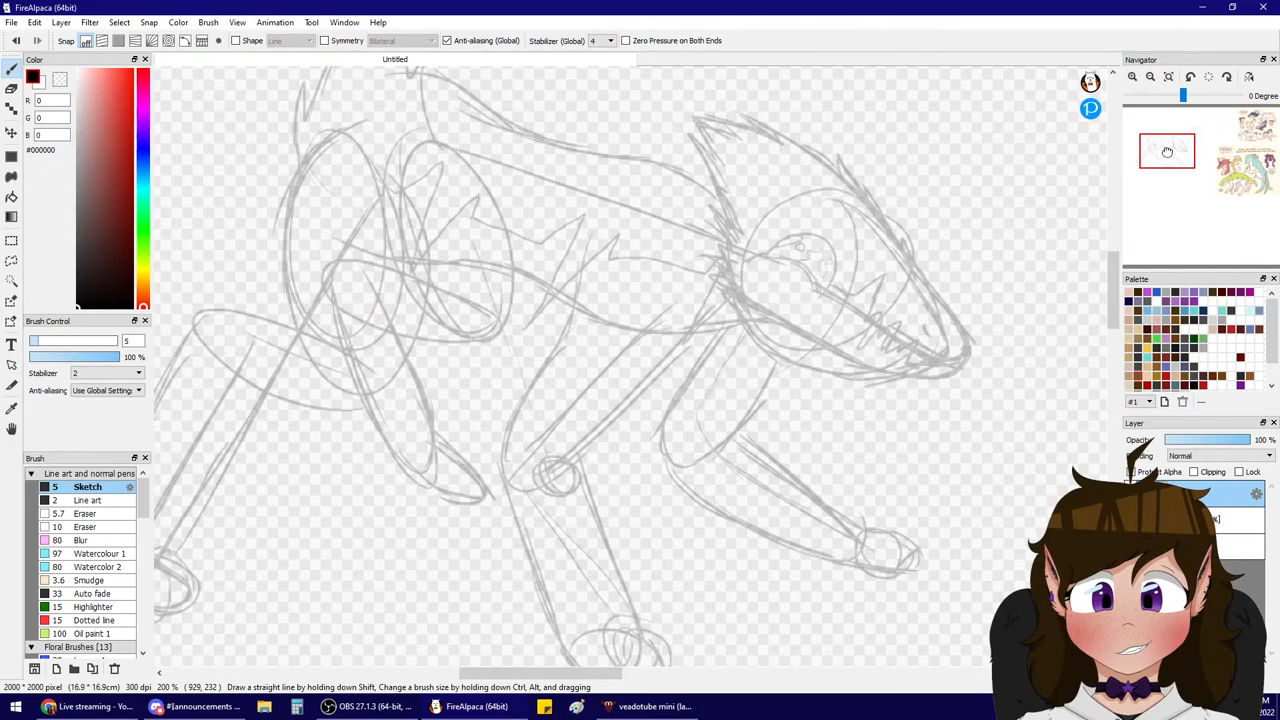 FireAlpaca (64bit)
File Edit Layer Filter Select Snap Color Brush View Animation Tool Window Help
Snap off Shape Line Symmetry Bilateral Anti-aliasing (Global) Stabilizer (Global) 4 Zero Pressure on Both Ends
Color
Untitled
Navigator
R 0
G 0
B 0
#000000
0 Degree
Brush Control
5
100 %
Stabilizer 2
Anti-aliasing Use Global Setting
Palette
#1
Layer
Opacity 100 %
Blending Normal
Protect Alpha Clipping Lock
Brush
Line art and normal pens
5 Sketch
2 Line art
5.7 Eraser
10 Eraser
80 Blur
97 Watercolour 1
80 Watercolor 2
3.6 Smudge
33 Auto fade
15 Highlighter
15 Dotted line
100 Oil paint 1
Floral Brushes [13]
2000 * 2000 pixel (16.9 * 16.9cm) 300 dpi 200 % (929, 232) Draw a straight line by holding down Shift, Change a brush size by holding down Ctrl, Alt, and dragging
Live streaming - Yo... #[announcements ... OBS 27.1.3 (64-bit, ... FireAlpaca (64bit) veadotube mini (la...
2022